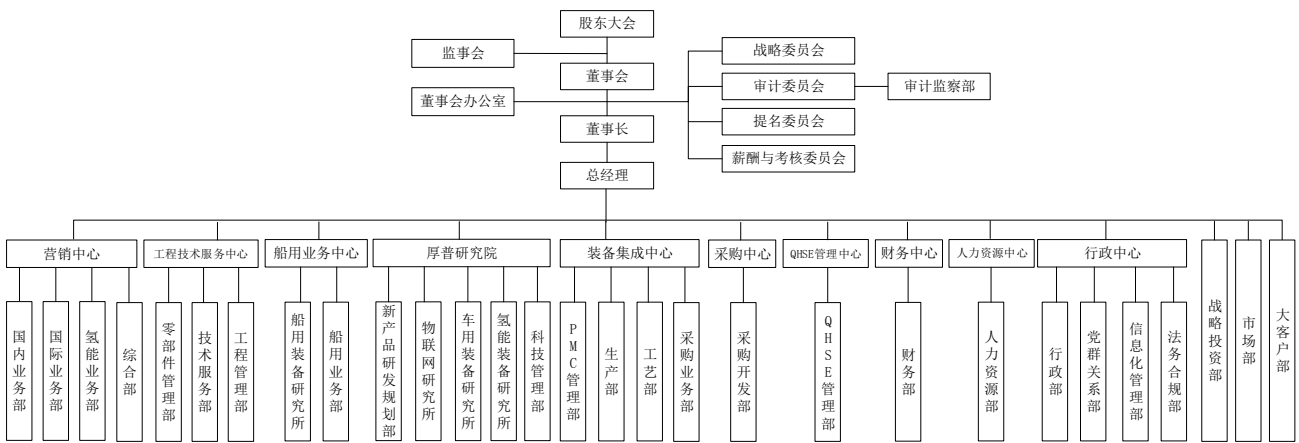 股东大会
监事会
战略委员会
董事会
审计委员会
审计监察部
董事会办公室
董事长
提名委员会
薪酬与考核委员会
总经理
营销中心
工程技术服务中心
船用业务中心
厚普研究院
装备集成中心
采购中心
QHSE管理中心
财务中心
人力资源中心
行政中心
战略投资部
市场部
大客户部
国内业务部
国际业务部
氢能业务部
综合部
零部件管理部
技术服务部
工程管理部
船用装备研究所
船用业务部
新产品研发规划部
物联网研究所
车用装备研究所
氢能装备研究所
科技管理部
PMC管理部
生产部
工艺部
采购业务部
采购开发部
QHSE管理部
财务部
人力资源部
行政部
党群关系部
信息化管理部
法务合规部